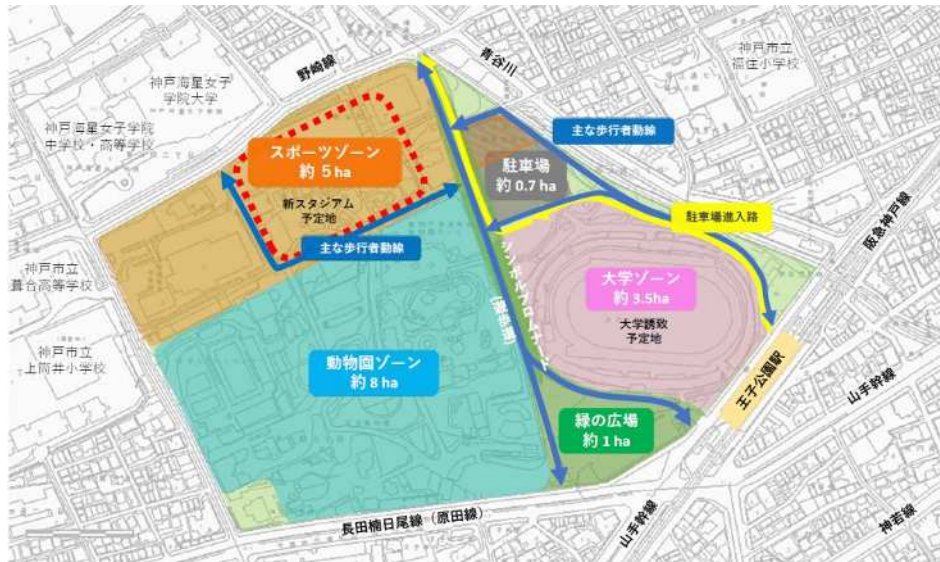 野崎線
青谷川
神戸市立
福住小学校
神戸海星女子
学院大学
神戸海星女子学院
中学校・高等学校
主な歩行者動線
スポーツゾーン
約 5 ha
駐車場
約 0.7 ha
新スタジアム
予定地
駐車場進入路
阪急神戸線
主な歩行者動線
神戸市立
葺合高等学校
シンボルプロムナード
(散歩道)
大学ゾーン
約 3.5ha
大学誘致
予定地
神戸市立
上筒井小学校
動物園ゾーン
約 8 ha
王子公園駅
山手幹線
緑の広場
約 1 ha
長田楠日尾線（原田線）
山手幹線
神若線